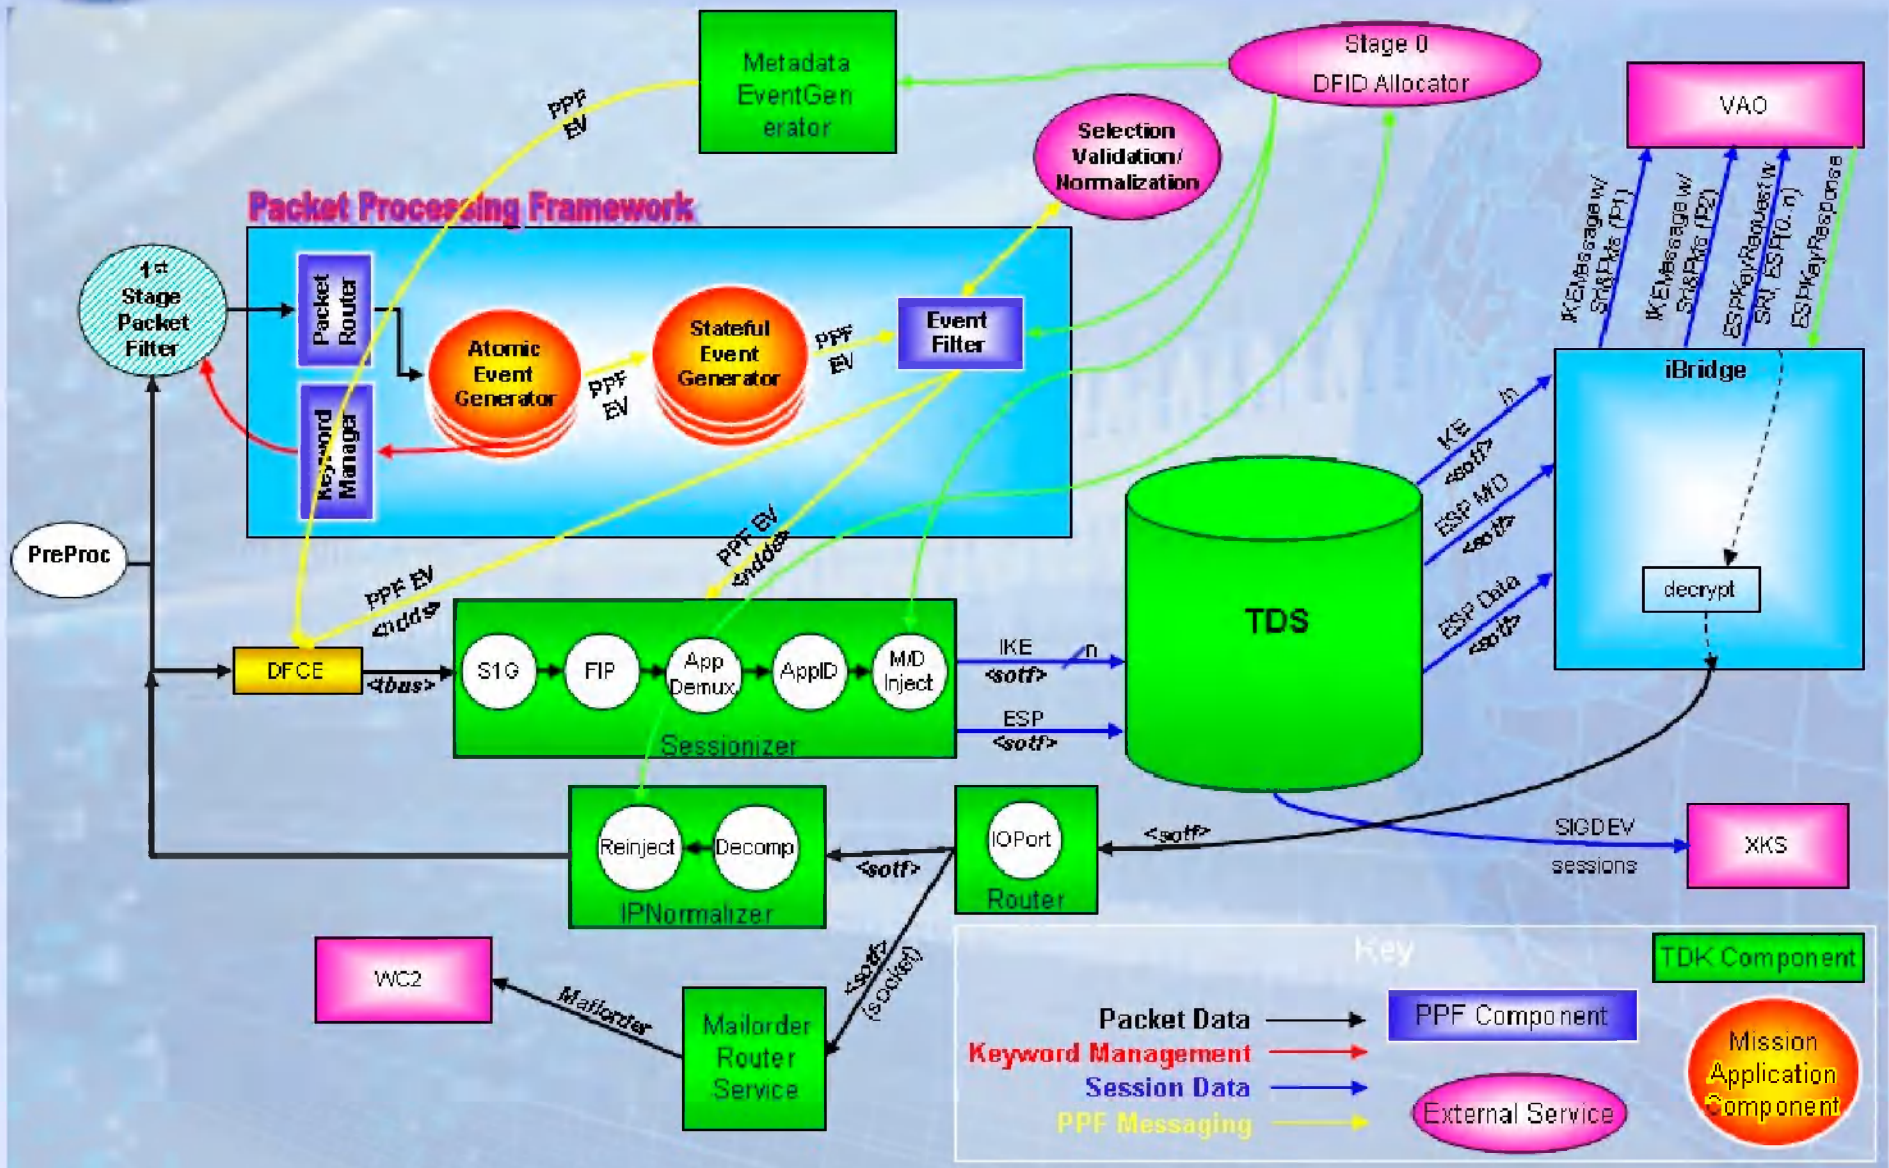 Stage 0
DFID Allocator
Metadata
EventGen
erator
PPF
EV
VAO
Selection
Validation/
Normalization
Packet Processing Framework
1st
Stage
Packet
Filter
Packet
Router
Keyword
Manager
Atomic
Event
Generator
PPF
EV
Stateful
Event
Generator
PPF
EV
Event
Filter
IKEMessage w/
Sri&Pkts (P1)
IKEMessage w/
Sri&Pkts (P2)
ESPKeyRequest w
SRI, ESP(0..n)
ESPKeyResponse
iBridge
decrypt
IKE
/n
<sotf>
ESP M/D
<sotf>
ESP Data
<sotf>
PreProc
PPF EV
<ndds>
PPF EV
<ndds>
TDS
DFCE
<tbus>
S1G
FIP
App
Demux
AppID
M/D
Inject
Sessionizer
IKE
n
<sotf>
ESP
<sotf>
Reinject
Decomp
IPNormalizer
<sotf>
IOPort
Router
<sotf>
SIGDEV
sessions
XKS
<sotf>
(socket)
WC2
Mailorder
Mailorder
Router
Service
Key
Packet Data
Keyword Management
Session Data
PPF Messaging
PPF Component
External Service
TDK Component
Mission
Application
Component